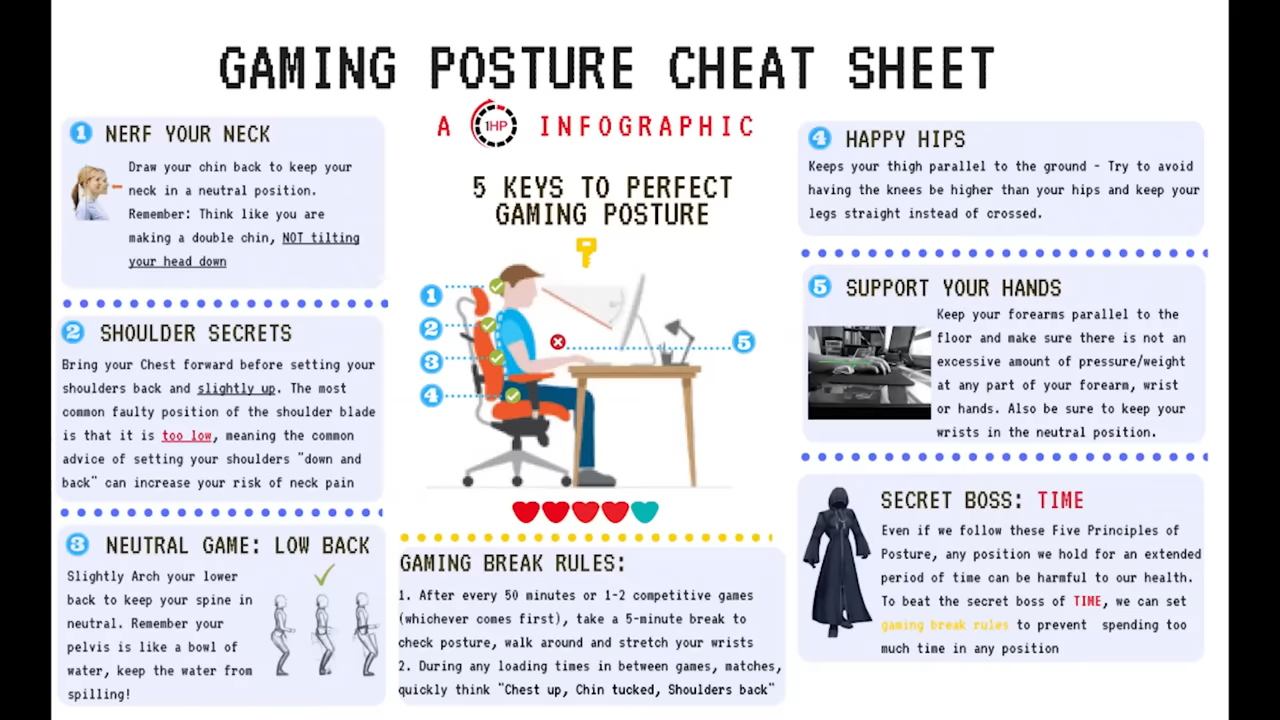 GAMING POSTURE CHEAT SHEET
A 1HP INFOGRAPHIC
1 NERF YOUR NECK
Draw your chin back to keep your
neck in a neutral position.
Remember: Think like you are
making a double chin, NOT tilting
your head down
2 SHOULDER SECRETS
Bring your Chest forward before setting your
shoulders back and slightly up. The most
common faulty position of the shoulder blade
is that it is too low, meaning the common
advice of setting your shoulders "down and
back" can increase your risk of neck pain
3 NEUTRAL GAME: LOW BACK
Slightly Arch your lower
back to keep your spine in
neutral. Remember your
pelvis is like a bowl of
water, keep the water from
spilling!
5 KEYS TO PERFECT
GAMING POSTURE
1
2
3
4
5
GAMING BREAK RULES:
1. After every 50 minutes or 1-2 competitive games
(whichever comes first), take a 5-minute break to
check posture, walk around and stretch your wrists
2. During any loading times in between games, matches,
quickly think "Chest up, Chin tucked, Shoulders back"
4 HAPPY HIPS
Keeps your thigh parallel to the ground - Try to avoid
having the knees be higher than your hips and keep your
legs straight instead of crossed.
5 SUPPORT YOUR HANDS
Keep your forearms parallel to the
floor and make sure there is not an
excessive amount of pressure/weight
at any part of your forearm, wrist
or hands. Also be sure to keep your
wrists in the neutral position.
SECRET BOSS: TIME
Even if we follow these Five Principles of
Posture, any position we hold for an extended
period of time can be harmful to our health.
To beat the secret boss of TIME, we can set
gaming break rules to prevent spending too
much time in any position